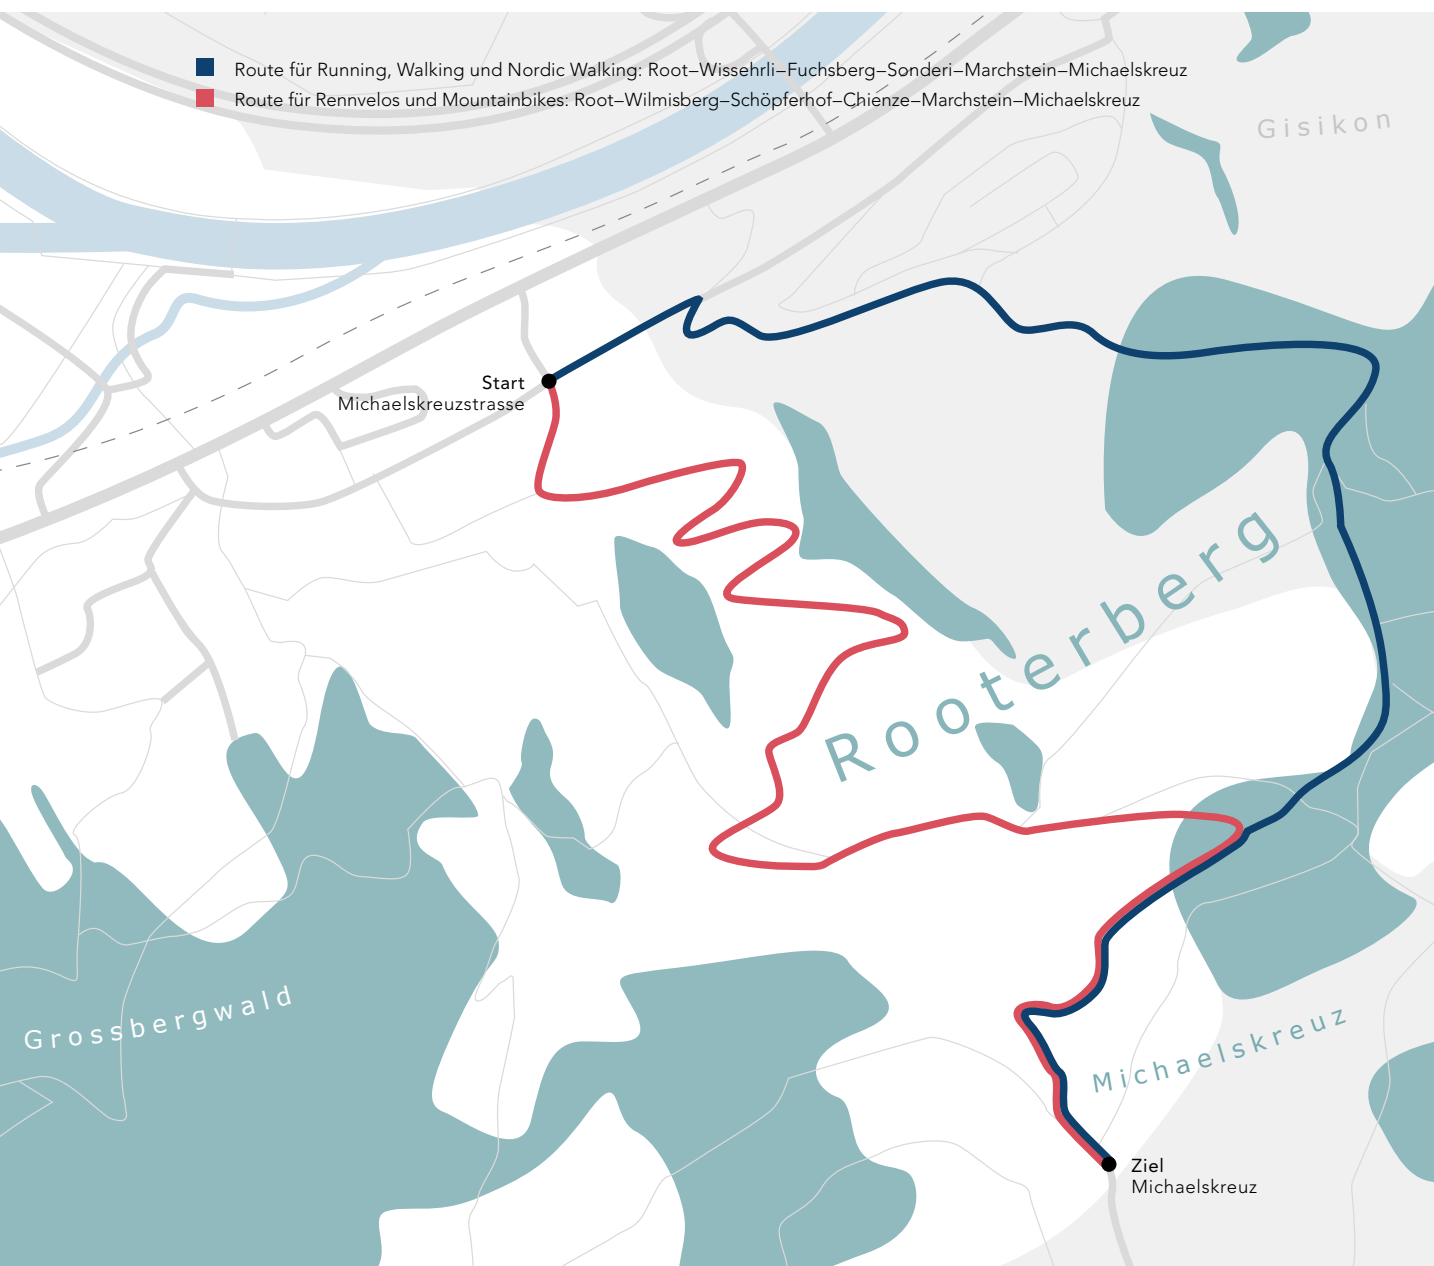 Route für Running, Walking und Nordic Walking: Root–Wissehrli–Fuchsberg–Sonderi–Marchstein–Michaelskreuz
Route für Rennvelos und Mountainbikes: Root–Wilmisberg–Schöpferhof–Chienze–Marchstein–Michaelskreuz
Gisikon
Start
Michaelskreuzstrasse
Rooterberg
Grossbergwald
Michaelskreuz
Ziel
Michaelskreuz